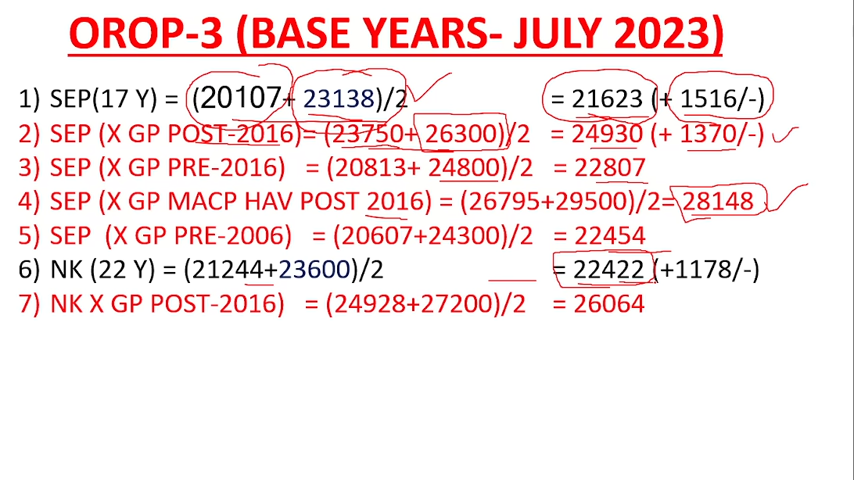 OROP-3 (BASE YEARS- JULY 2023)
1) SEP(17 Y) = (20107+ 23138)/2 = 21623 (+ 1516/-)
2) SEP (X GP POST-2016)= (23750+ 26300)/2 = 24930 (+ 1370/-)
3) SEP (X GP PRE-2016) = (20813+ 24800)/2 = 22807
4) SEP (X GP MACP HAV POST 2016) = (26795+29500)/2= 28148
5) SEP (X GP PRE-2006) = (20607+24300)/2 = 22454
6) NK (22 Y) = (21244+23600)/2 = 22422 (+1178/-)
7) NK X GP POST-2016) = (24928+27200)/2 = 26064